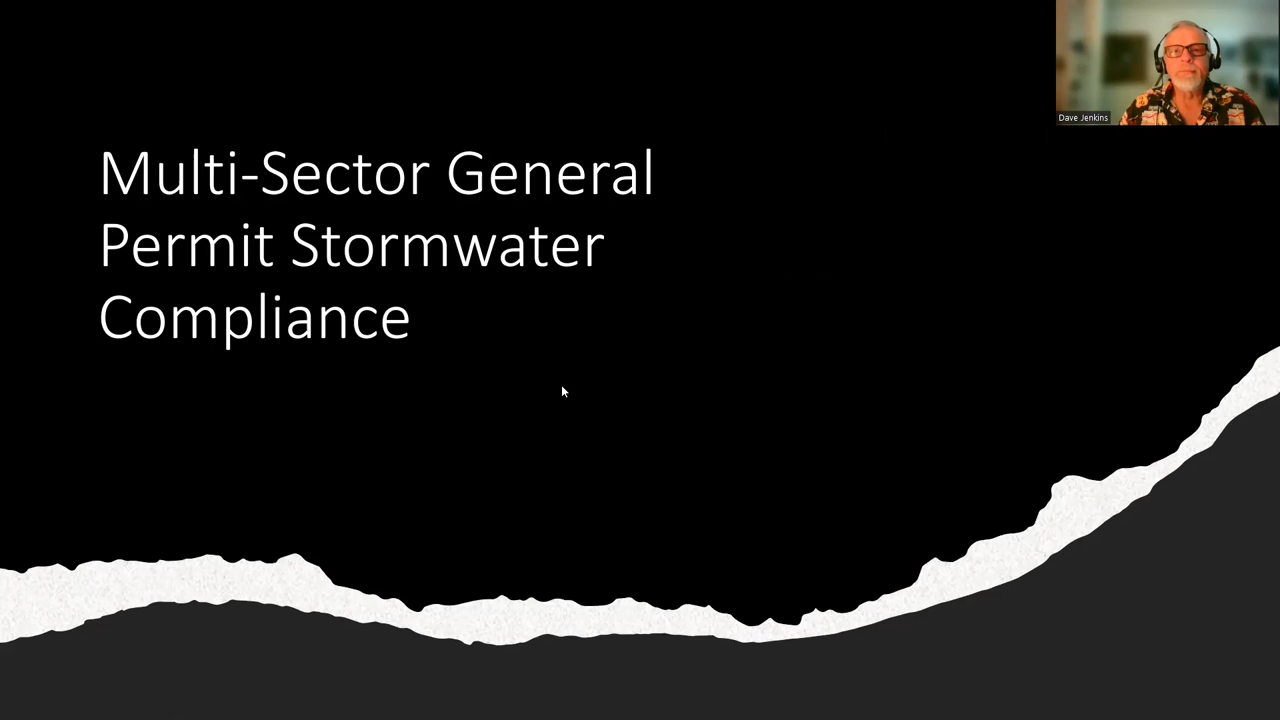 Multi-Sector General
Permit Stormwater
Compliance
Dave Jenkins